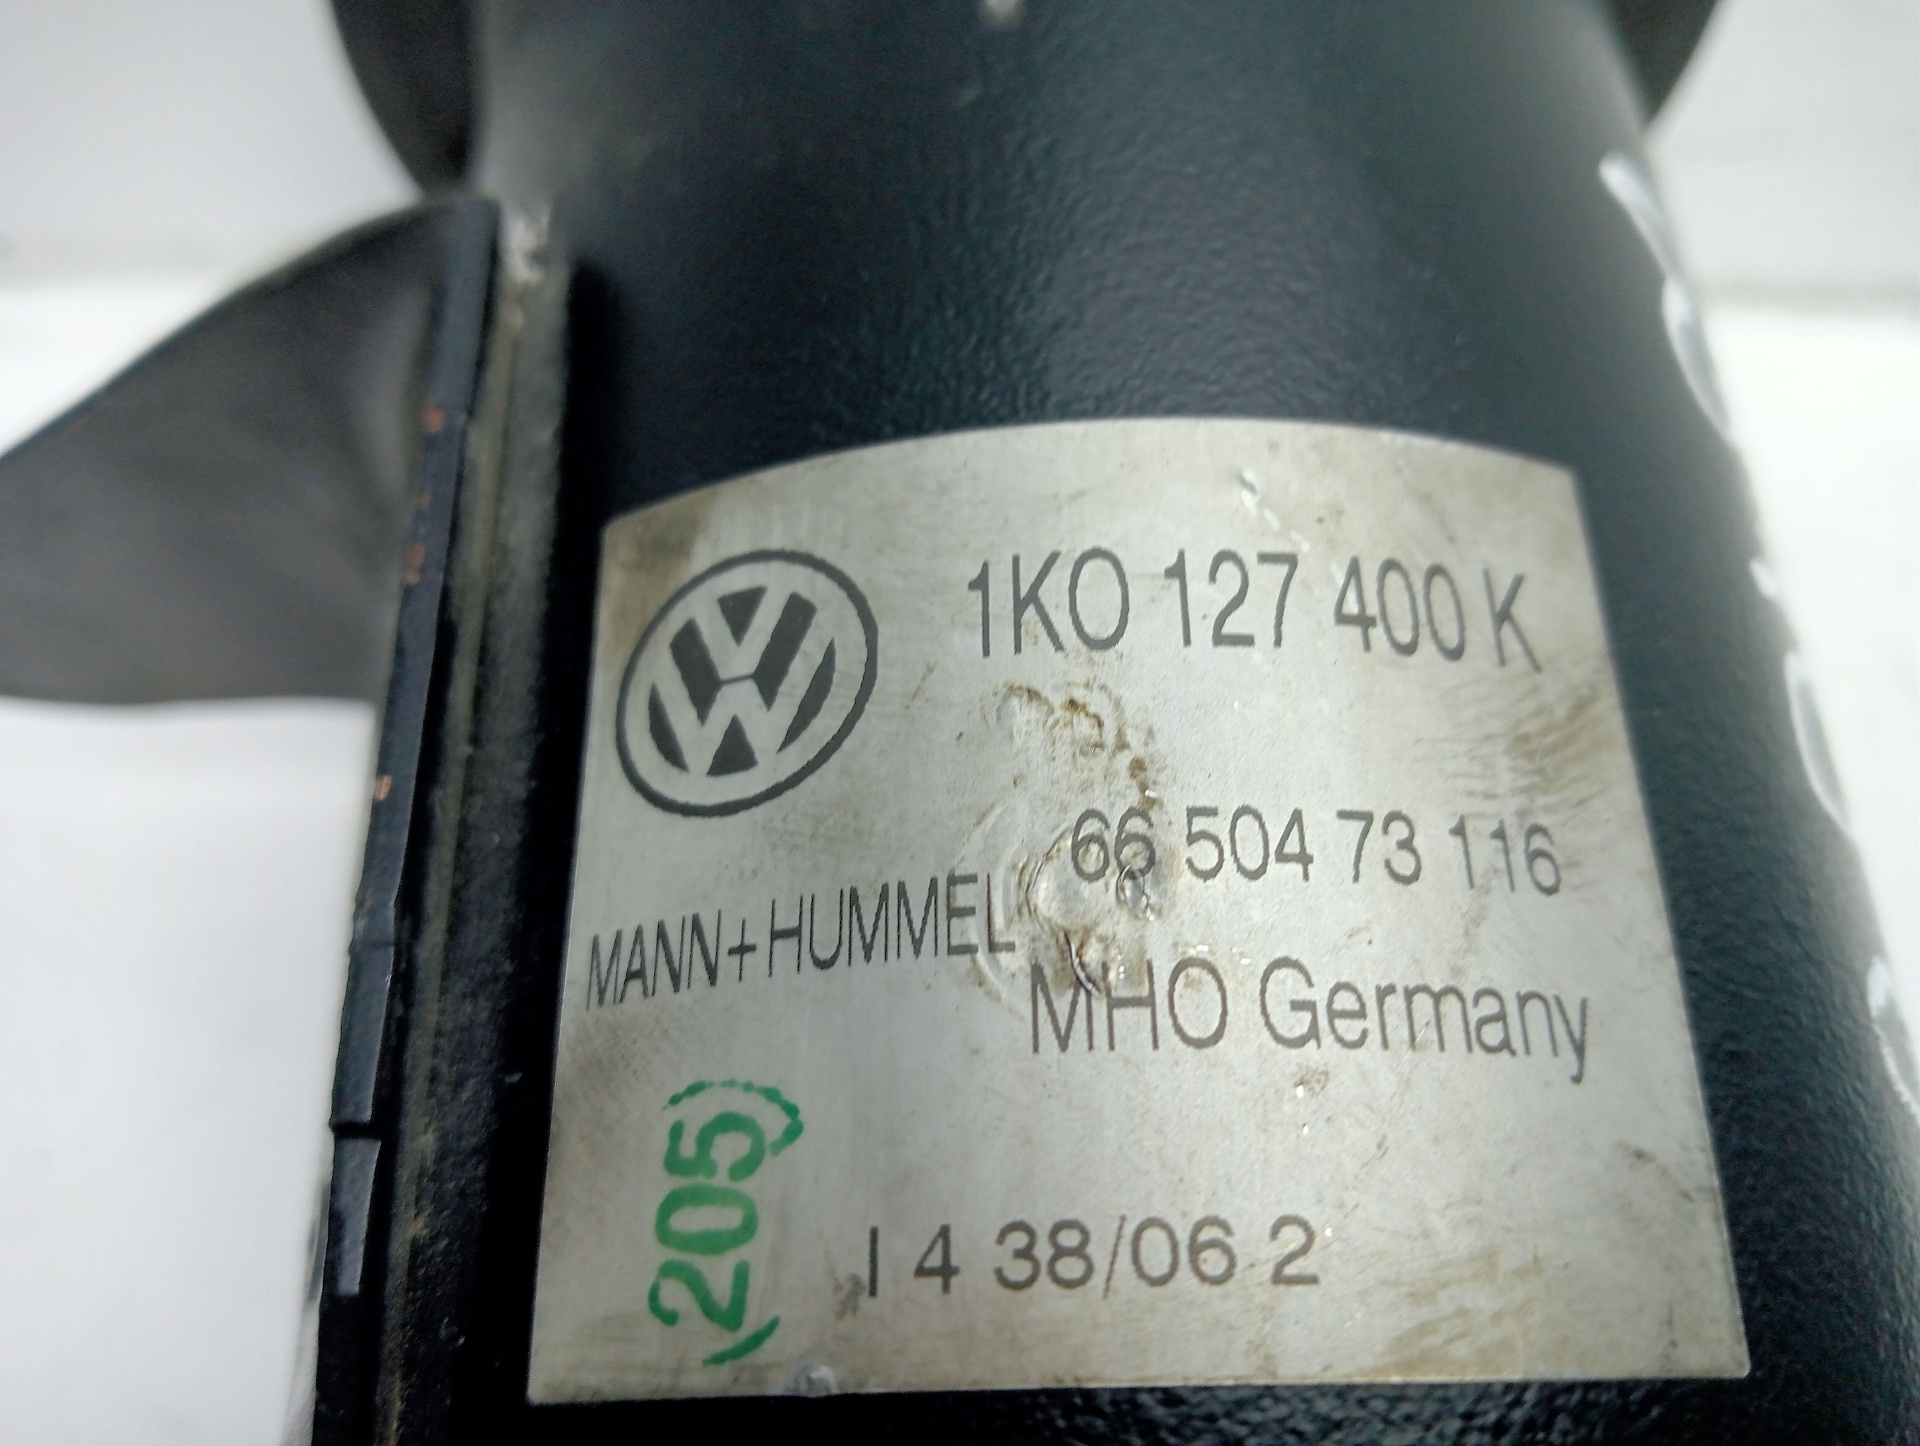 1K0 127 400 K
66 504 73 116
MANN+HUMMEL
MHO Germany
(205)
I 4 38/06 2